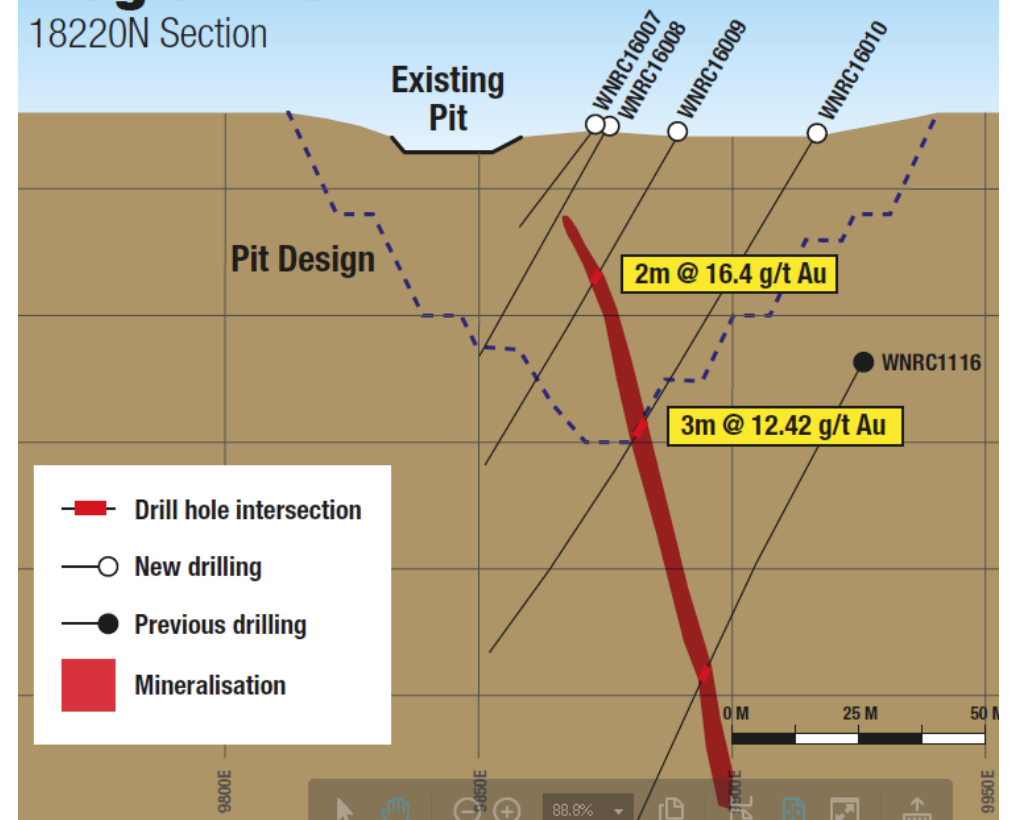 18220N Section
WNRC16007
WNRC16008
WNRC16009
WNRC16010
Existing
Pit
Pit Design
2m @ 16.4 g/t Au
WNRC1116
3m @ 12.42 g/t Au
Drill hole intersection
New drilling
Previous drilling
Mineralisation
0 M
25 M
50 M
9800E
9850E
9900E
9950E
88.8%